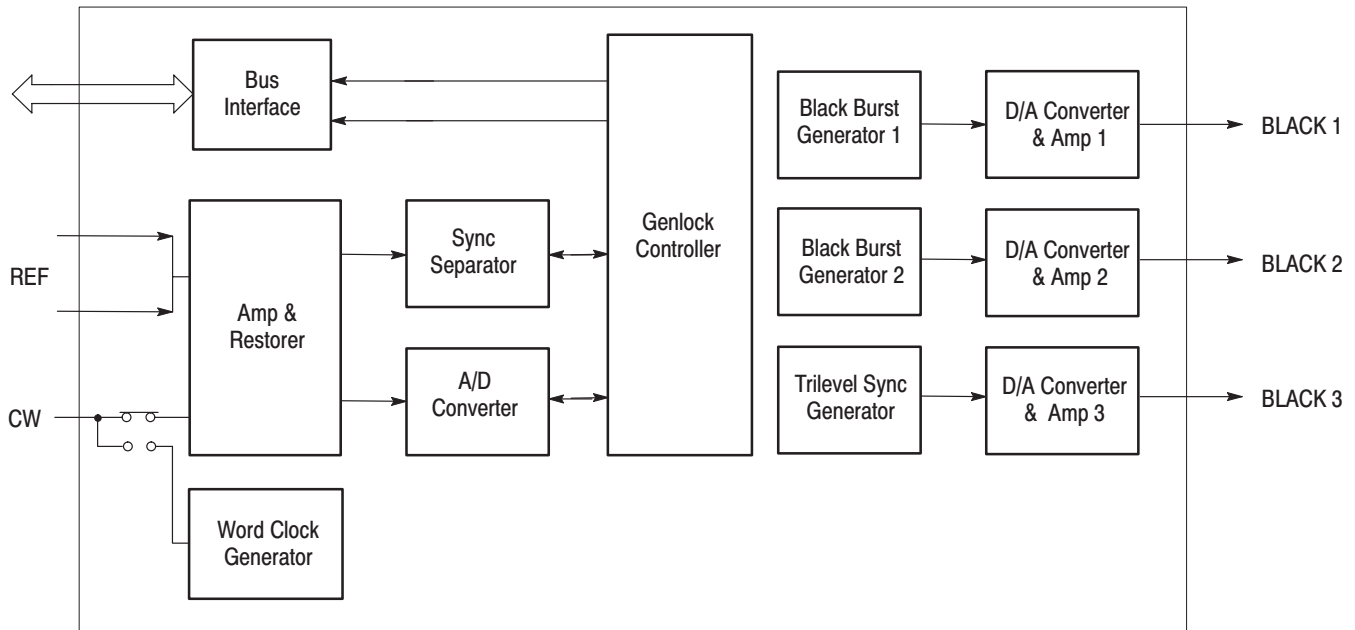 Bus
Interface
Genlock
Controller
Black Burst
Generator 1
D/A Converter
& Amp 1
BLACK 1
REF
Amp &
Restorer
Sync
Separator
Black Burst
Generator 2
D/A Converter
& Amp 2
BLACK 2
CW
A/D
Converter
Trilevel Sync
Generator
D/A Converter
& Amp 3
BLACK 3
Word Clock
Generator